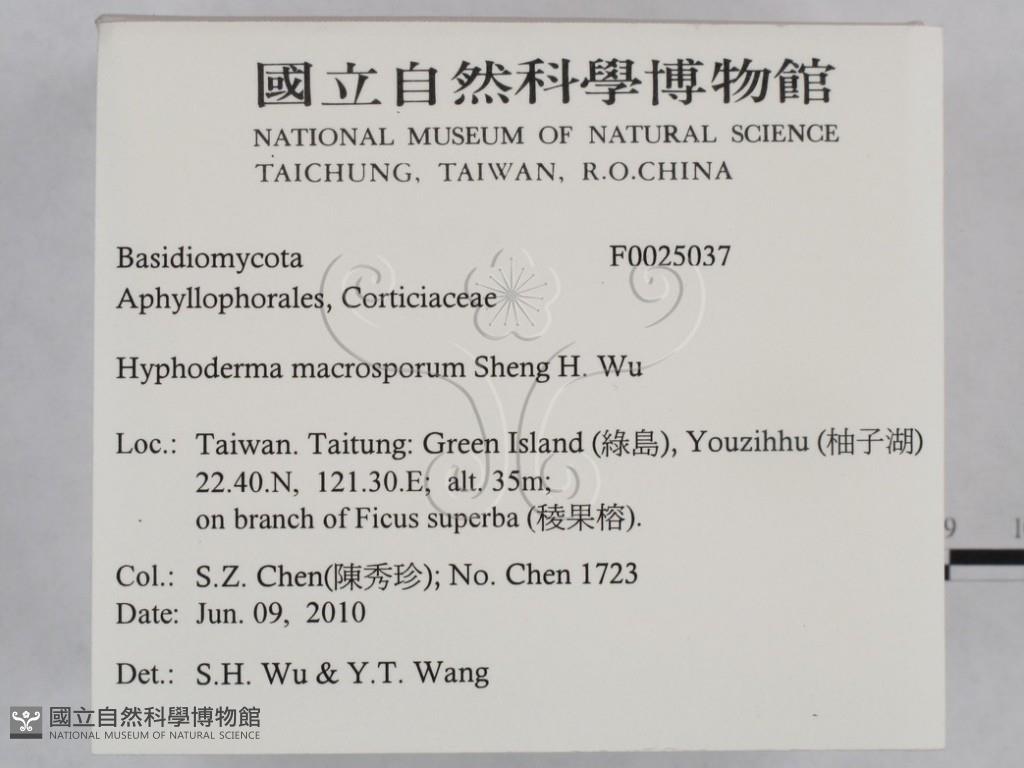 國立自然科學博物館
NATIONAL MUSEUM OF NATURAL SCIENCE
TAICHUNG, TAIWAN, R.O.CHINA
Basidiomycota F0025037
Aphyllophorales, Corticiaceae
Hyphoderma macrosporum Sheng H. Wu
Loc.: Taiwan. Taitung: Green Island (綠島), Youzihhu (柚子湖)
22.40.N, 121.30.E; alt. 35m;
on branch of Ficus superba (稜果榕).
Col.: S.Z. Chen(陳秀珍); No. Chen 1723
Date: Jun. 09, 2010
Det.: S.H. Wu & Y.T. Wang
9 1
國立自然科學博物館
NATIONAL MUSEUM OF NATURAL SCIENCE